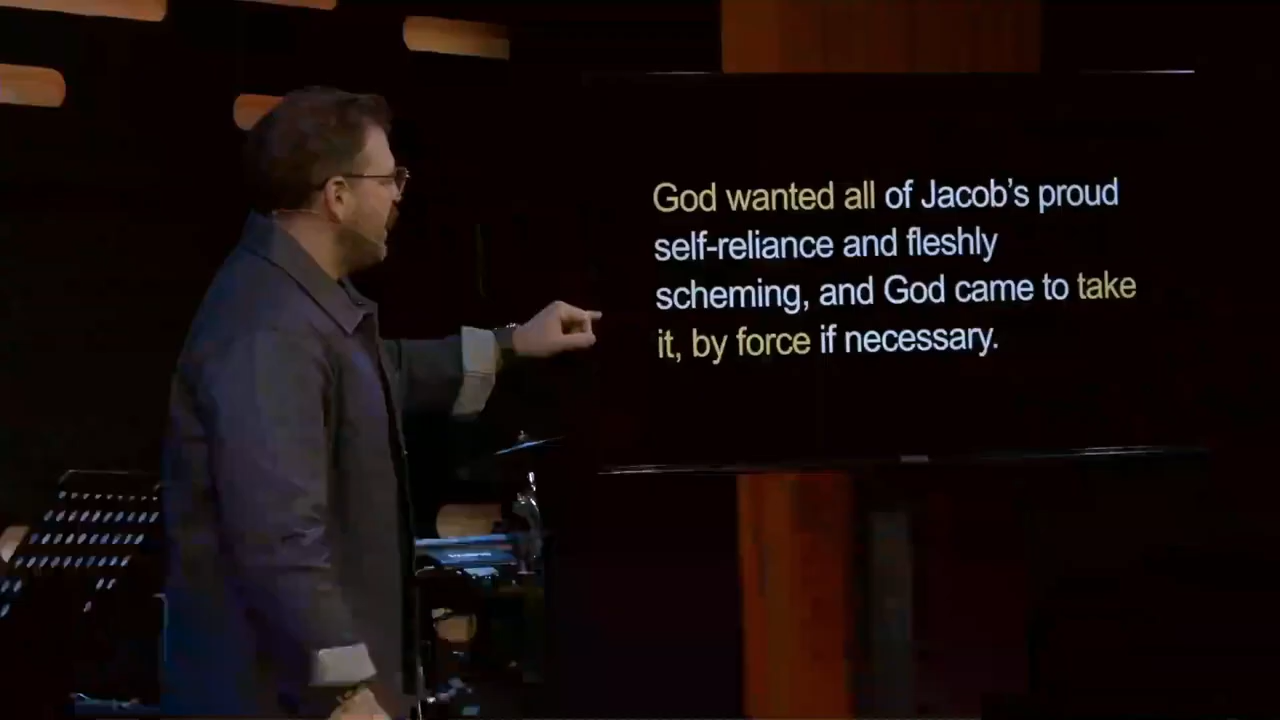 God wanted all of Jacob's proud
self-reliance and fleshly
scheming, and God came to take
it, by force if necessary.